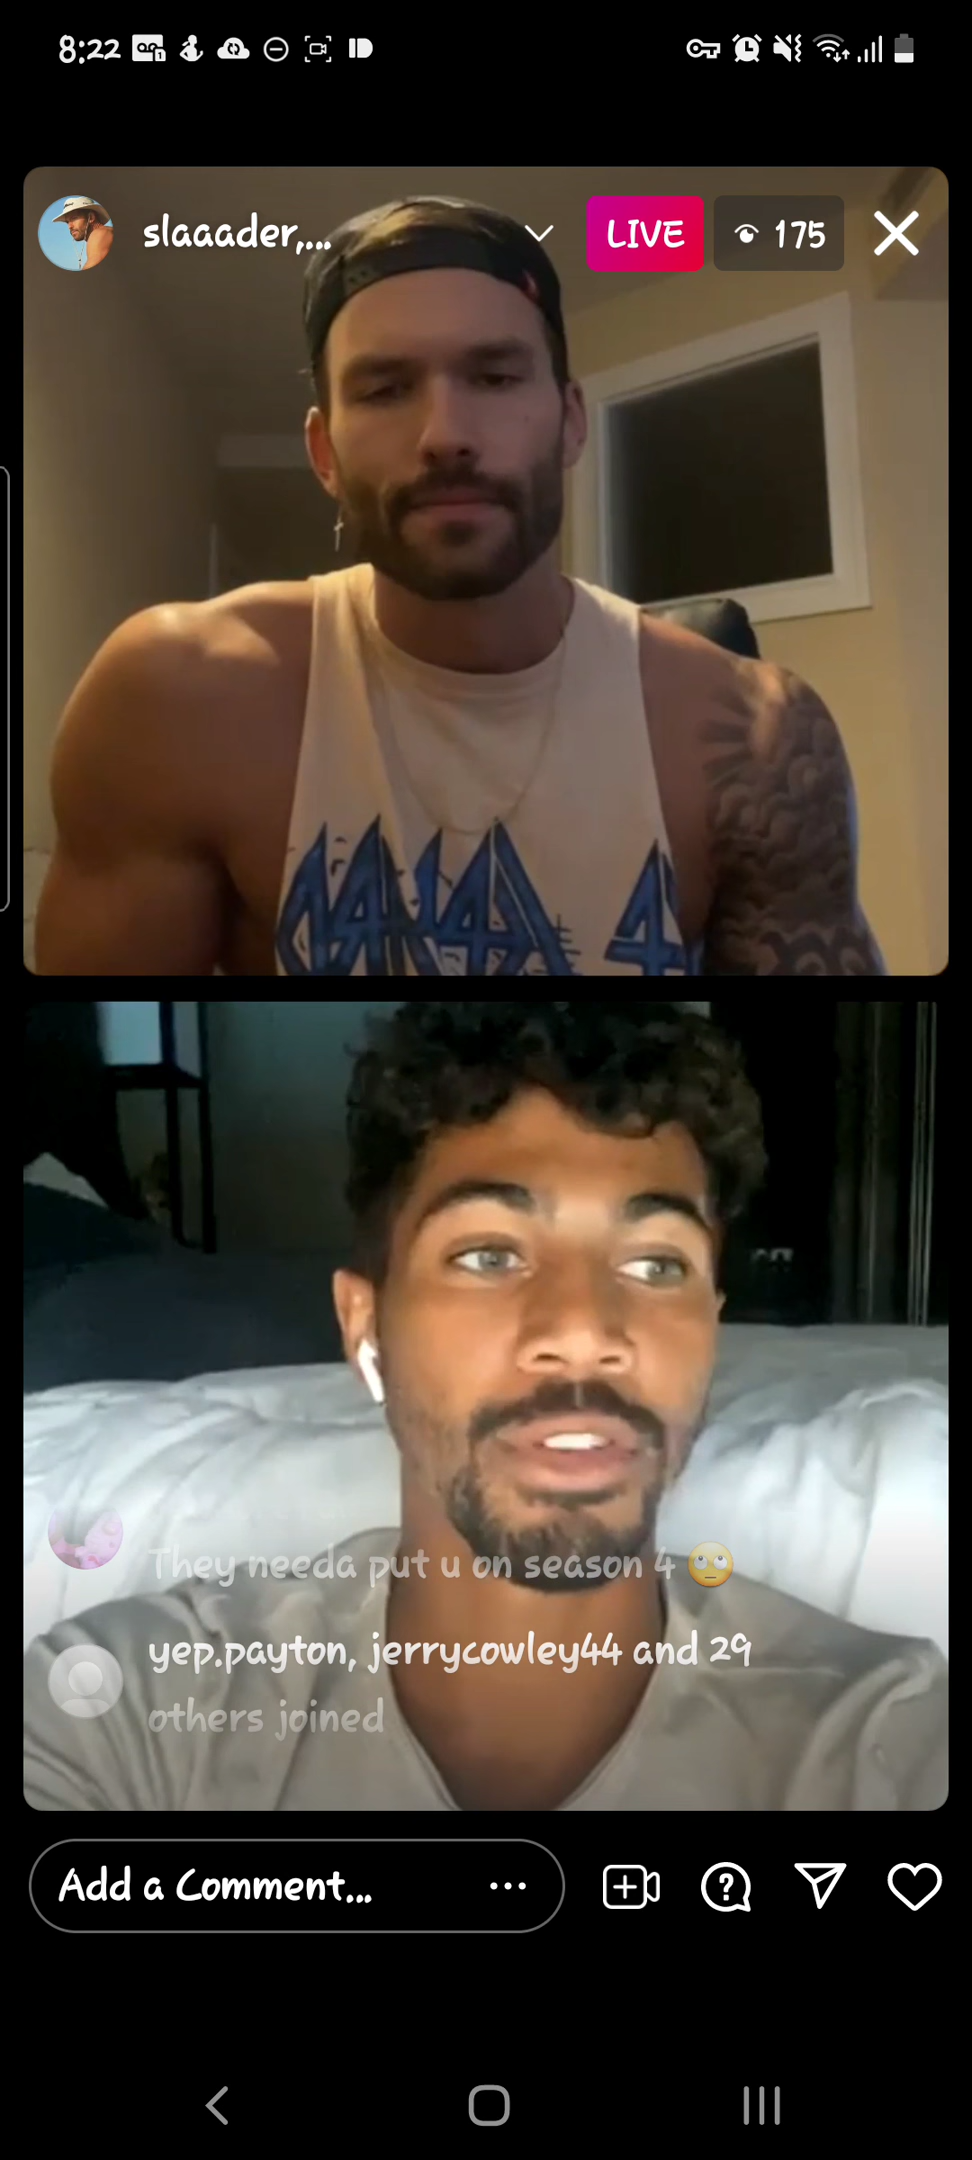 8:22
slaaader,...
LIVE
175
They needa put u on season 4 🙄
yep.payton, jerrycowley44 and 29
others joined
Add a Comment...